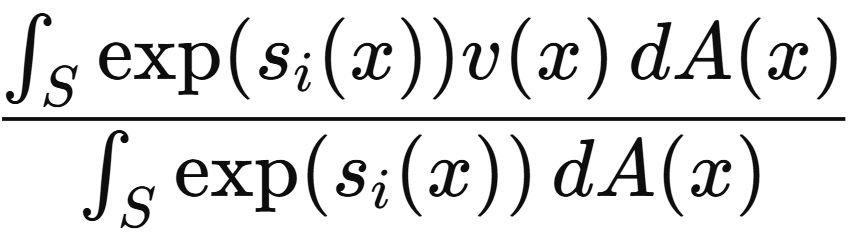 ∫_S exp(s_i(x))v(x) dA(x)
∫_S exp(s_i(x)) dA(x)